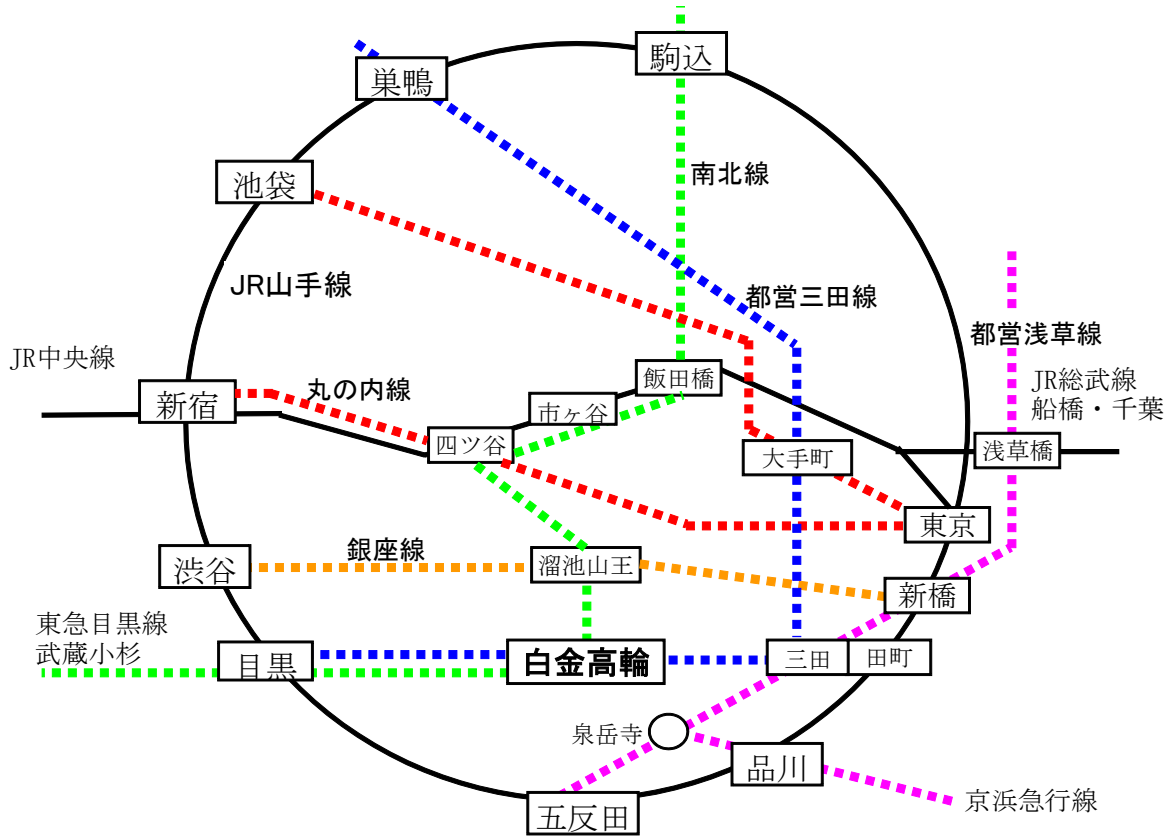 駒込
巣鴨
池袋
南北線
JR山手線
都営三田線
都営浅草線
JR中央線
JR総武線
船橋・千葉
新宿
丸の内線
飯田橋
市ヶ谷
四ツ谷
大手町
浅草橋
東京
銀座線
渋谷
溜池山王
新橋
東急目黒線
武蔵小杉
目黒
白金高輪
三田
田町
泉岳寺
品川
京浜急行線
五反田